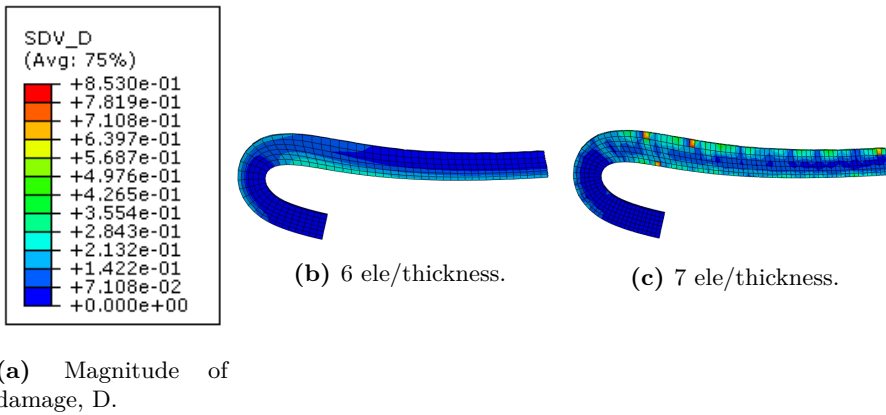 SDV_D
(Avg: 75%)
+8.530e-01
+7.819e-01
+7.108e-01
+6.397e-01
+5.687e-01
+4.976e-01
+4.265e-01
+3.554e-01
+2.843e-01
+2.132e-01
+1.422e-01
+7.108e-02
+0.000e+00
(b) 6 ele/thickness.
(c) 7 ele/thickness.
(a) Magnitude of
damage, D.